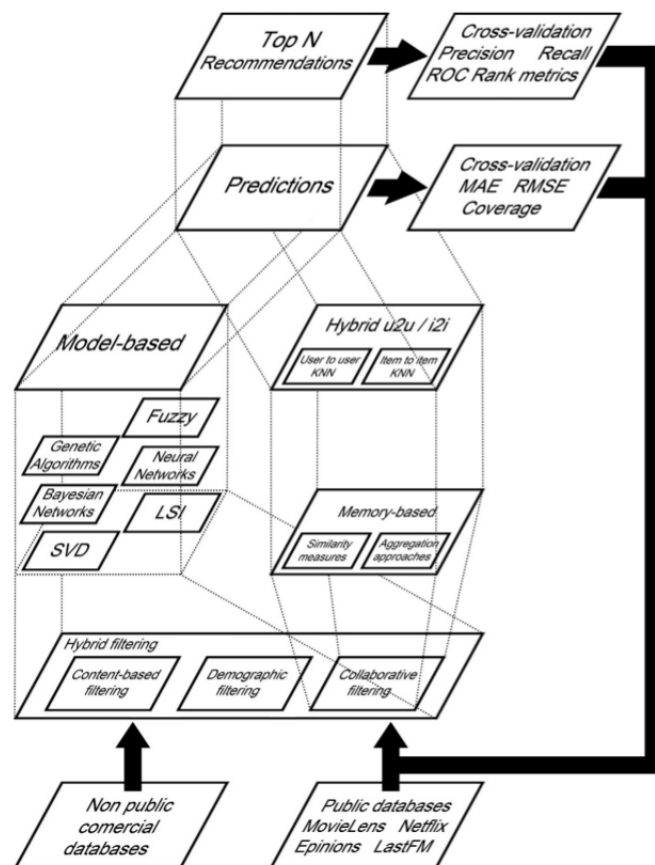 Top N
Recommendations
Cross-validation
Precision Recall
ROC Rank metrics
Predictions
Cross-validation
MAE RMSE
Coverage
Model-based
Hybrid u2u / i2i
User to user
KNN
Item to item
KNN
Fuzzy
Genetic
Algorithms
Neural
Networks
Bayesian
Networks
LSI
SVD
Memory-based
Similarity
measures
Aggregation
approaches
Hybrid filtering
Content-based
filtering
Demographic
filtering
Collaborative
filtering
Non public
comercial
databases
Public databases
MovieLens Netflix
Epinions LastFM